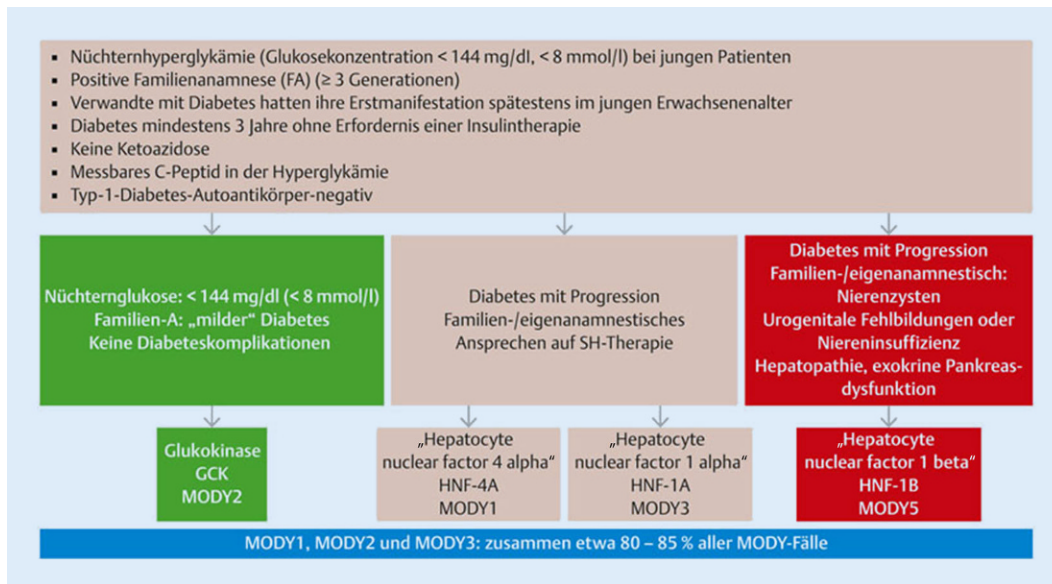 ▪ Nüchternhyperglykämie (Glukosekonzentration < 144 mg/dl, < 8 mmol/l) bei jungen Patienten
▪ Positive Familienanamnese (FA) (≥ 3 Generationen)
▪ Verwandte mit Diabetes hatten ihre Erstmanifestation spätestens im jungen Erwachsenenalter
▪ Diabetes mindestens 3 Jahre ohne Erfordernis einer Insulintherapie
▪ Keine Ketoazidose
▪ Messbares C-Peptid in der Hyperglykämie
▪ Typ-1-Diabetes-Autoantikörper-negativ
Nüchternglukose: < 144 mg/dl (< 8 mmol/l)
Familien-A: „milder“ Diabetes
Keine Diabeteskomplikationen
Diabetes mit Progression
Familien-/eigenanamnestisches
Ansprechen auf SH-Therapie
Diabetes mit Progression
Familien-/eigenanamnestisch:
Nierenzysten
Urogenitale Fehlbildungen oder
Niereninsuffizienz
Hepatopathie, exokrine Pankreas-
dysfunktion
Glukokinase
GCK
MODY2
„Hepatocyte
nuclear factor 4 alpha“
HNF-4A
MODY1
„Hepatocyte
nuclear factor 1 alpha“
HNF-1A
MODY3
„Hepatocyte
nuclear factor 1 beta“
HNF-1B
MODY5
MODY1, MODY2 und MODY3: zusammen etwa 80 – 85 % aller MODY-Fälle